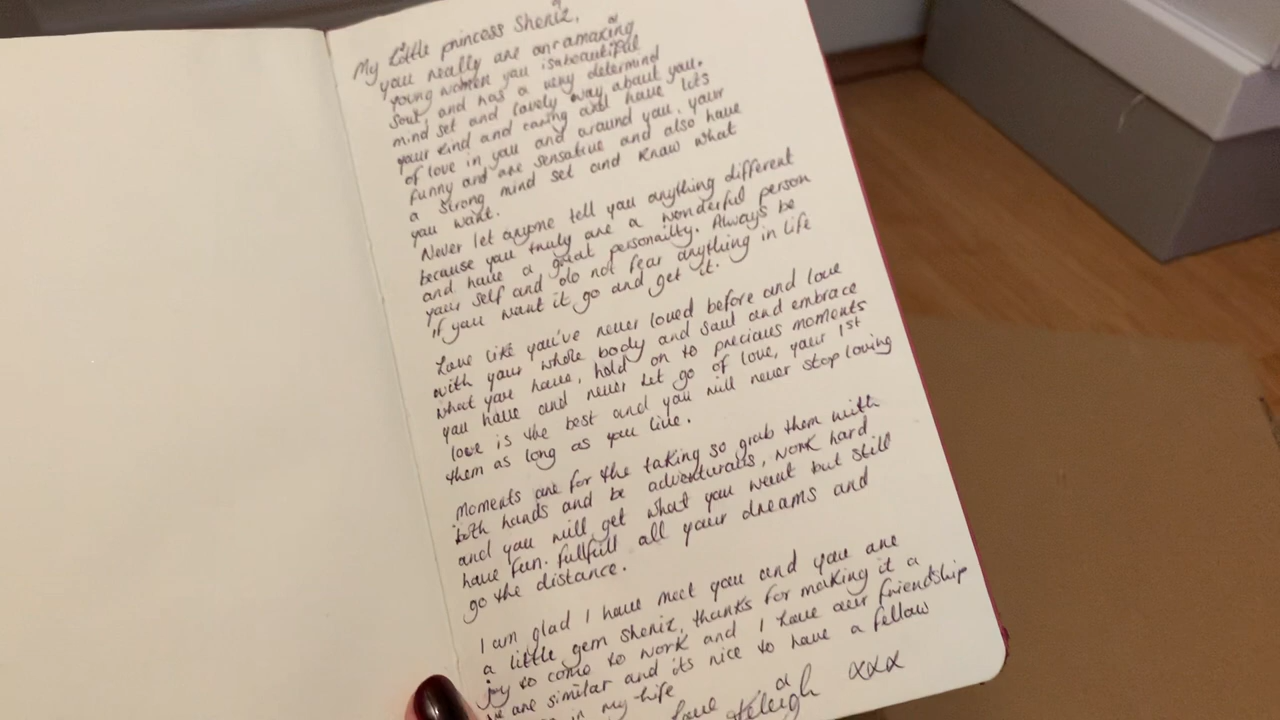 My little princess Sheniz,
you really are an amazing
young women you is a beautiful
soul and has a very determind
mind set and lovely way about you.
your kind and caring and have lots
of love in you and around you. your
funny and are sensative and also have
a strong mind set and know what
you want.
Never let anyone tell you anything different
because you truly are a wonderful person
and have a great personailty. Always be
your self and do not fear anything in life
if you want it go and get it.
Love like you've never loved before and love
with your whole body and soul and embrace
what you have, hold on to precious moments
you have and never let go of love, your 1st
love is the best and you will never stop loving
them as long as you live.
Moments are for the taking so grab them with
both hands and be adventurous, work hard
and you will get what you want but still
have fun. fullfill all your dreams and
go the distance.
I am glad I have meet you and you are
a little gem Sheniz, thanks for making it a
joy to come to work and I love our friendship
we are similar and its nice to have a fellow
in my life
love Keleigh xxx